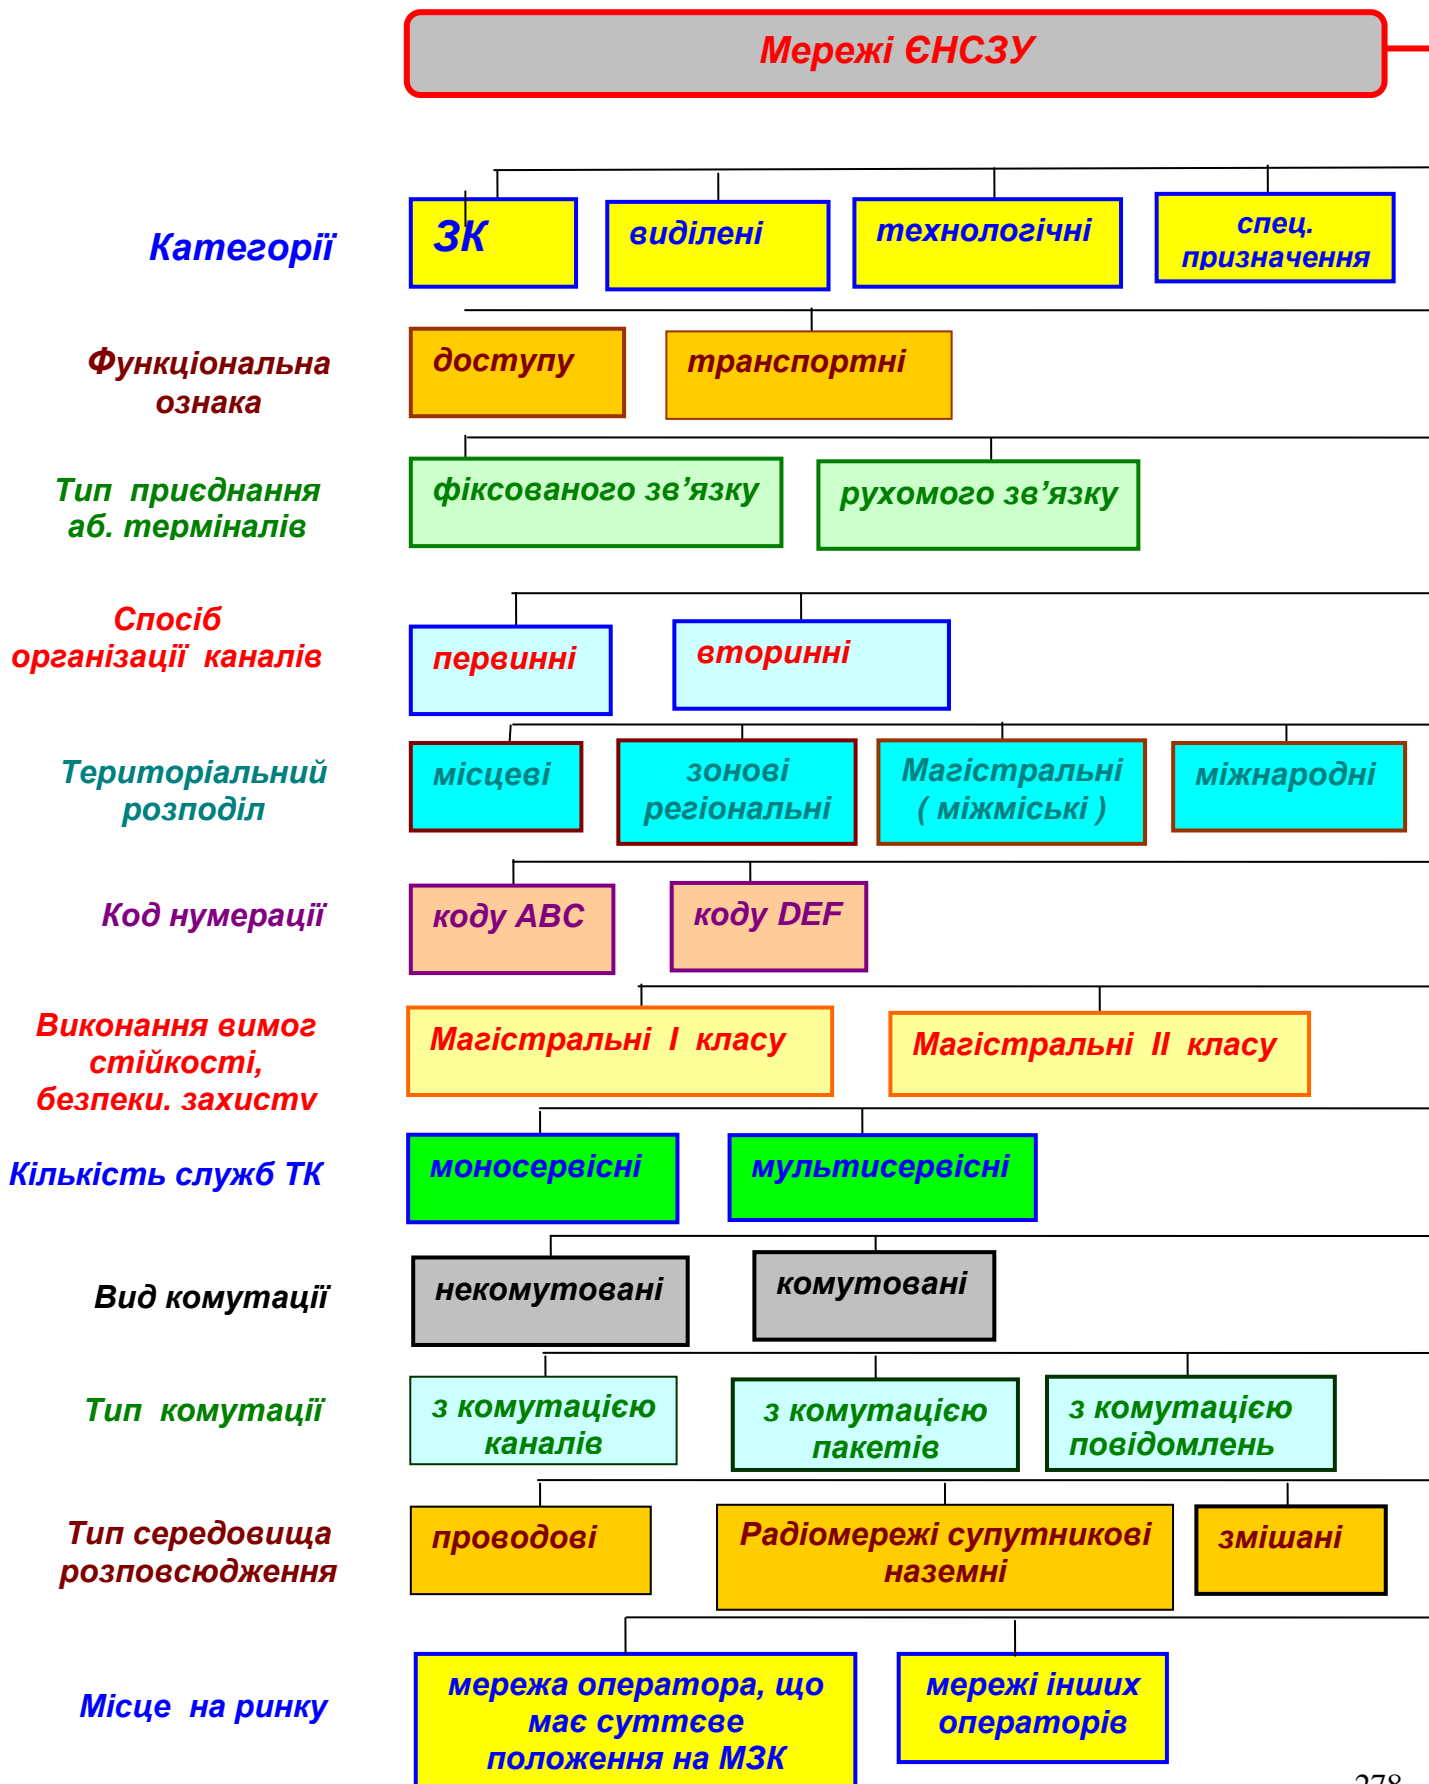 Мережі ЄНСЗУ
Категорії
ЗК
виділені
технологічні
спец.
призначення
Функціональна
ознака
доступу
транспортні
Тип приєднання
аб. терміналів
фіксованого зв’язку
рухомого зв’язку
Спосіб
організації каналів
первинні
вторинні
Територіальний
розподіл
місцеві
зонові
регіональні
Магістральні
( міжміські )
міжнародні
Код нумерації
коду ABC
коду DEF
Виконання вимог
стійкості,
безпеки, захисту
Магістральні І класу
Магістральні ІІ класу
Кількість служб ТК
моносервісні
мультисервісні
Вид комутації
некомутовані
комутовані
Тип комутації
з комутацією
каналів
з комутацією
пакетів
з комутацією
повідомлень
Тип середовища
розповсюдження
проводові
Радіомережі супутникові
наземні
змішані
Місце на ринку
мережа оператора, що
має суттєве
положення на МЗК
мережі інших
операторів
278